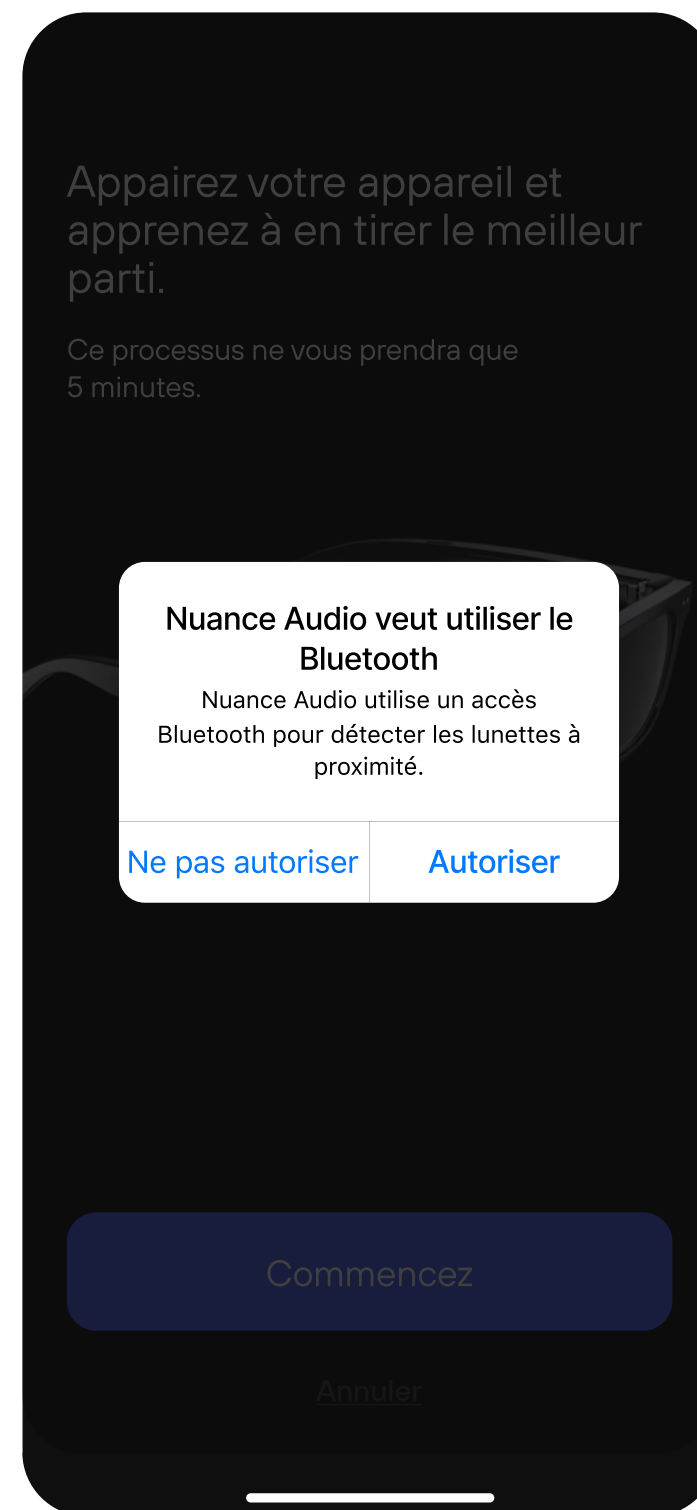 Appairez votre appareil et
apprenez à en tirer le meilleur
parti.
Ce processus ne vous prendra que
5 minutes.
Nuance Audio veut utiliser le
Bluetooth
Nuance Audio utilise un accès
Bluetooth pour détecter les lunettes à
proximité.
Ne pas autoriser
Autoriser
Commencez
Annuler